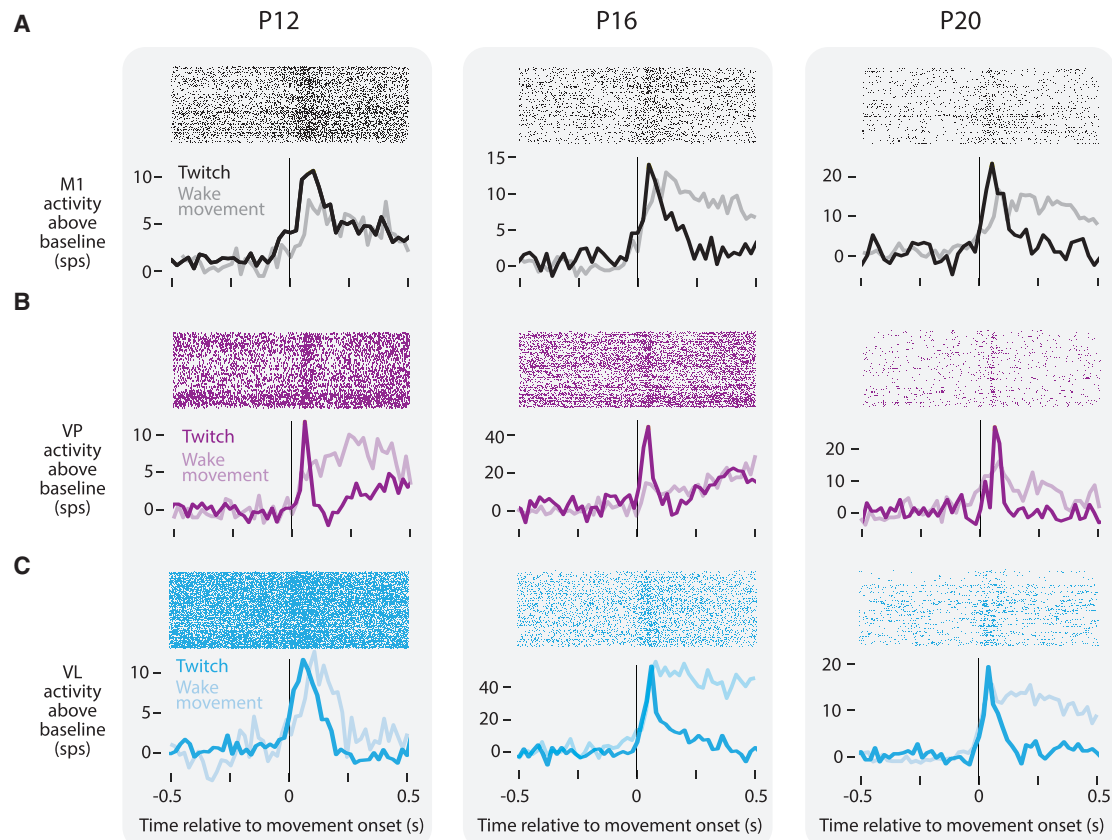 A
P12
P16
P20
M1
activity
above
baseline
(sps)
10
5
0
Twitch
Wake
movement
15
10
5
0
20
10
0
B
VP
activity
above
baseline
(sps)
10
5
0
Twitch
Wake
movement
40
20
0
20
10
0
C
VL
activity
above
baseline
(sps)
10
5
0
Twitch
Wake
movement
40
20
0
20
10
0
-0.5
0
0.5
Time relative to movement onset (s)
-0.5
0
0.5
Time relative to movement onset (s)
-0.5
0
0.5
Time relative to movement onset (s)